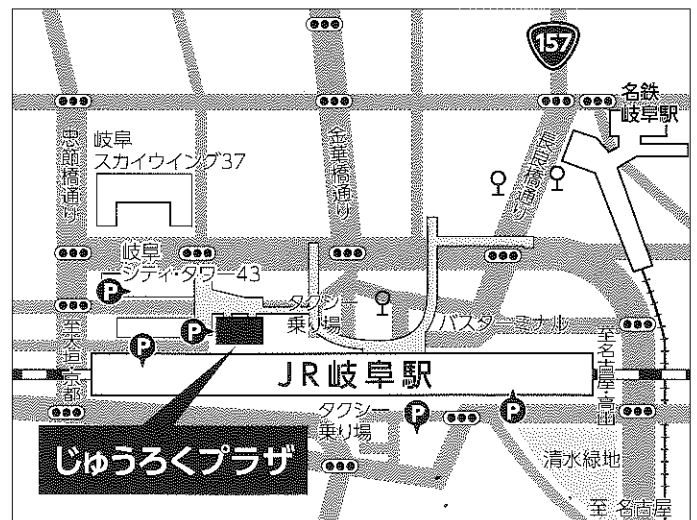 157
名鉄
岐阜駅
岐阜
スカイウイング37
忠節橋通り
金華橋通り
長良橋通り
岐阜
シティ・タワー43
P
タクシー
乗り場
P
バスターミナル
P
至大垣・京都
至名古屋・高山
JR岐阜駅
タクシー
乗り場
P
P
じゅうろくプラザ
清水緑地
至 名古屋